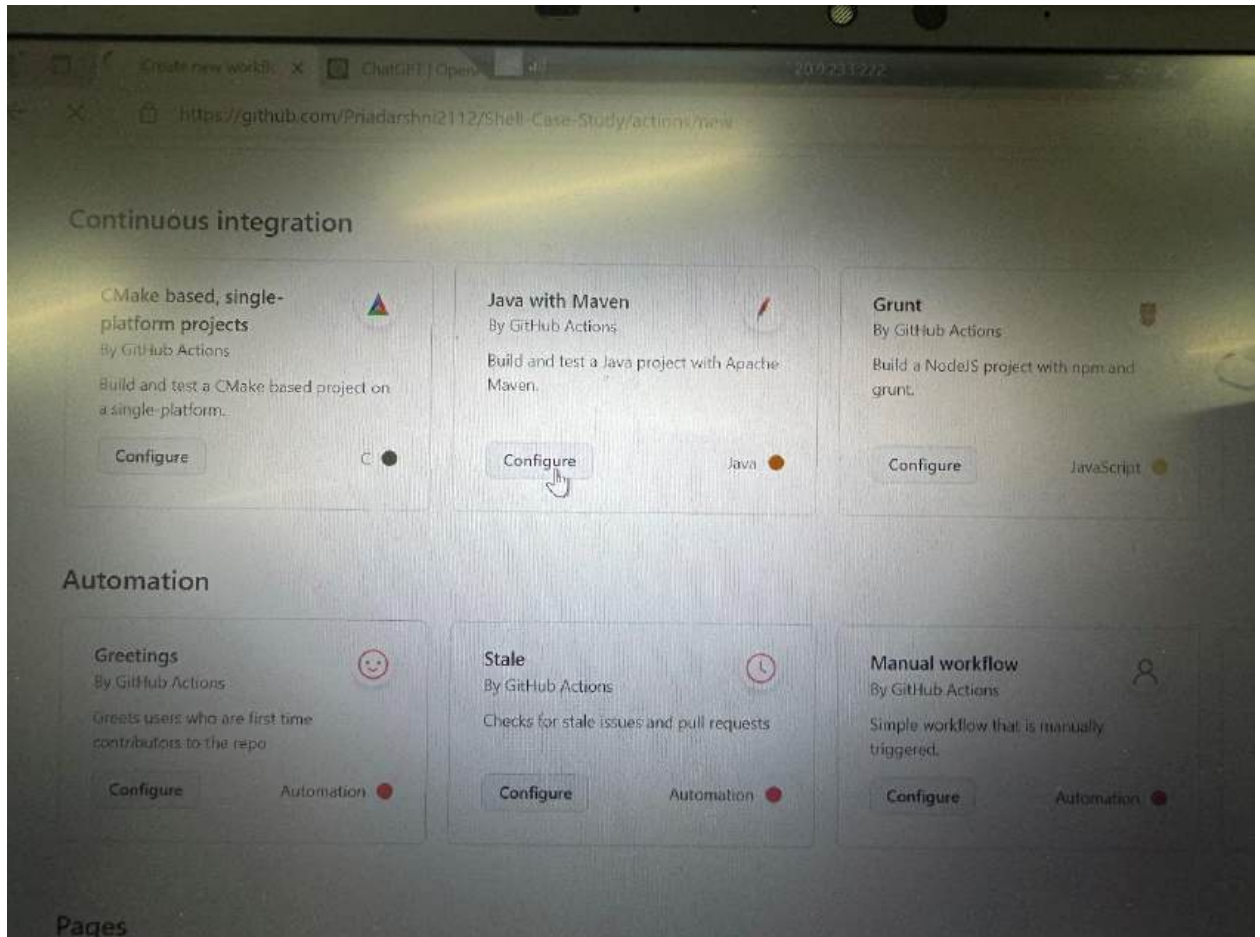 Create new workflo
ChatGPT | Open
20.0.233.222
https://github.com/Priadarshni2112/Shell-Case-Study/actions/new
Continuous integration
CMake based, single-
platform projects
By GitHub Actions
Build and test a CMake based project on
a single-platform.
Configure
C
Java with Maven
By GitHub Actions
Build and test a Java project with Apache
Maven.
Configure
Java
Grunt
By GitHub Actions
Build a NodeJS project with npm and
grunt.
Configure
JavaScript
Automation
Greetings
By GitHub Actions
Greets users who are first time
contributors to the repo
Configure
Automation
Stale
By GitHub Actions
Checks for stale issues and pull requests
Configure
Automation
Manual workflow
By GitHub Actions
Simple workflow that is manually
triggered.
Configure
Automation
Pages